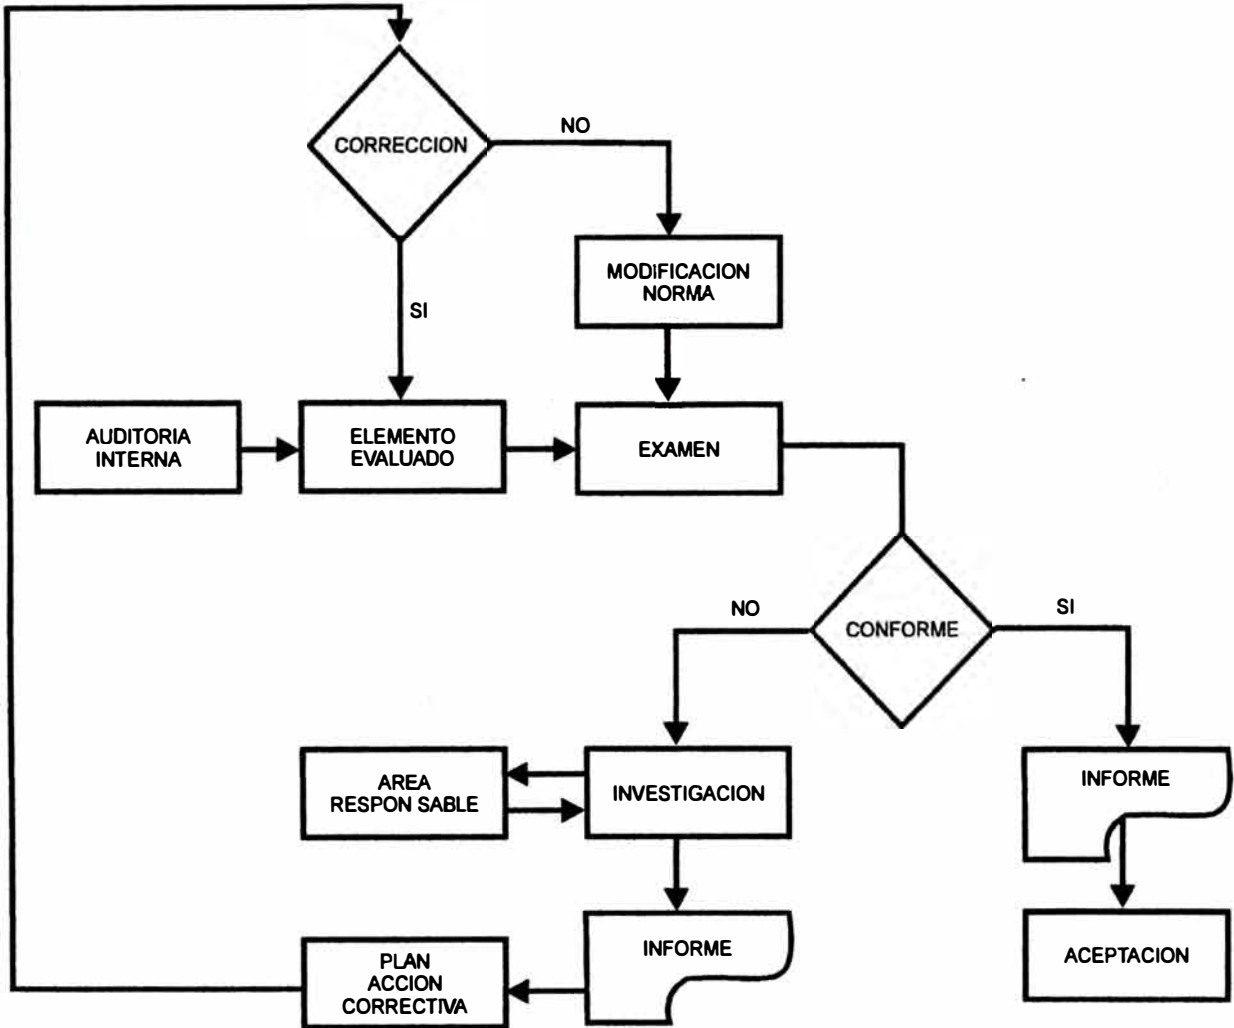 NO
CORRECCION
MODIFICACION
NORMA
SI
AUDITORIA
INTERNA
ELEMENTO
EVALUADO
EXAMEN
NO
SI
CONFORME
AREA
RESPON SABLE
INVESTIGACION
INFORME
INFORME
ACEPTACION
PLAN
ACCION
CORRECTIVA